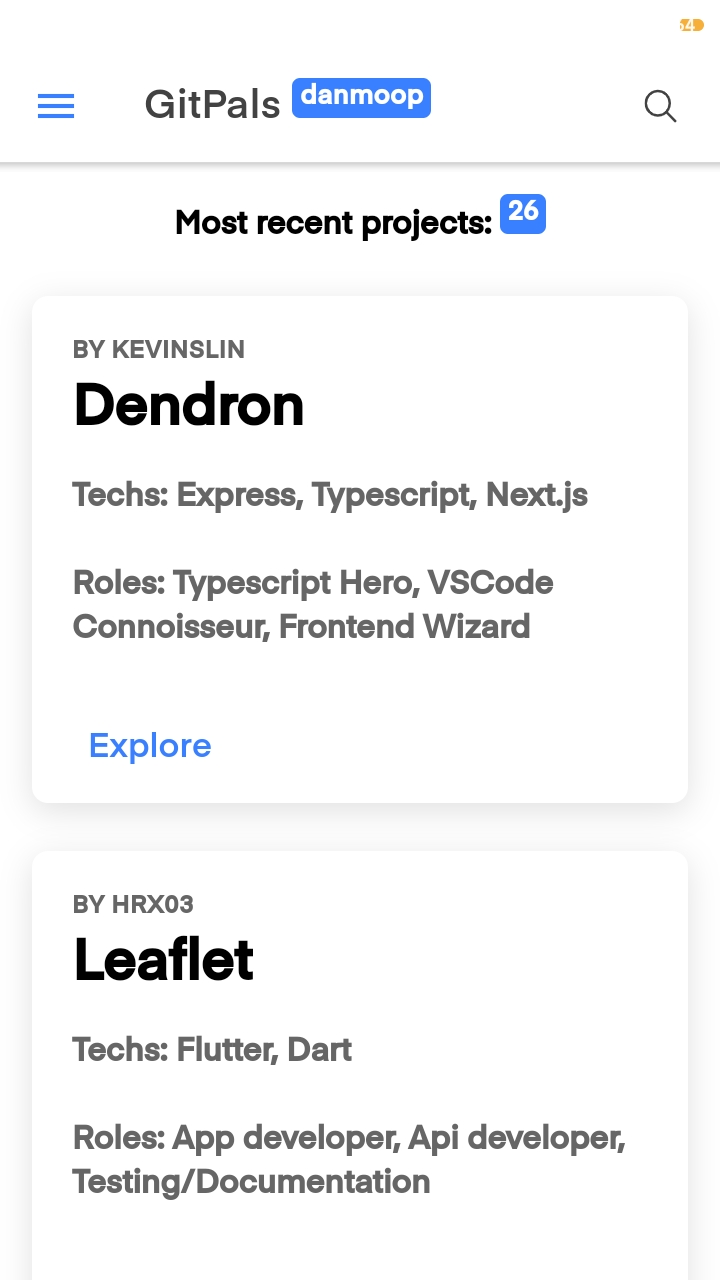 54
GitPals danmoop
Most recent projects: 26
BY KEVINSLIN
Dendron
Techs: Express, Typescript, Next.js
Roles: Typescript Hero, VSCode
Connoisseur, Frontend Wizard
Explore
BY HRX03
Leaflet
Techs: Flutter, Dart
Roles: App developer, Api developer,
Testing/Documentation